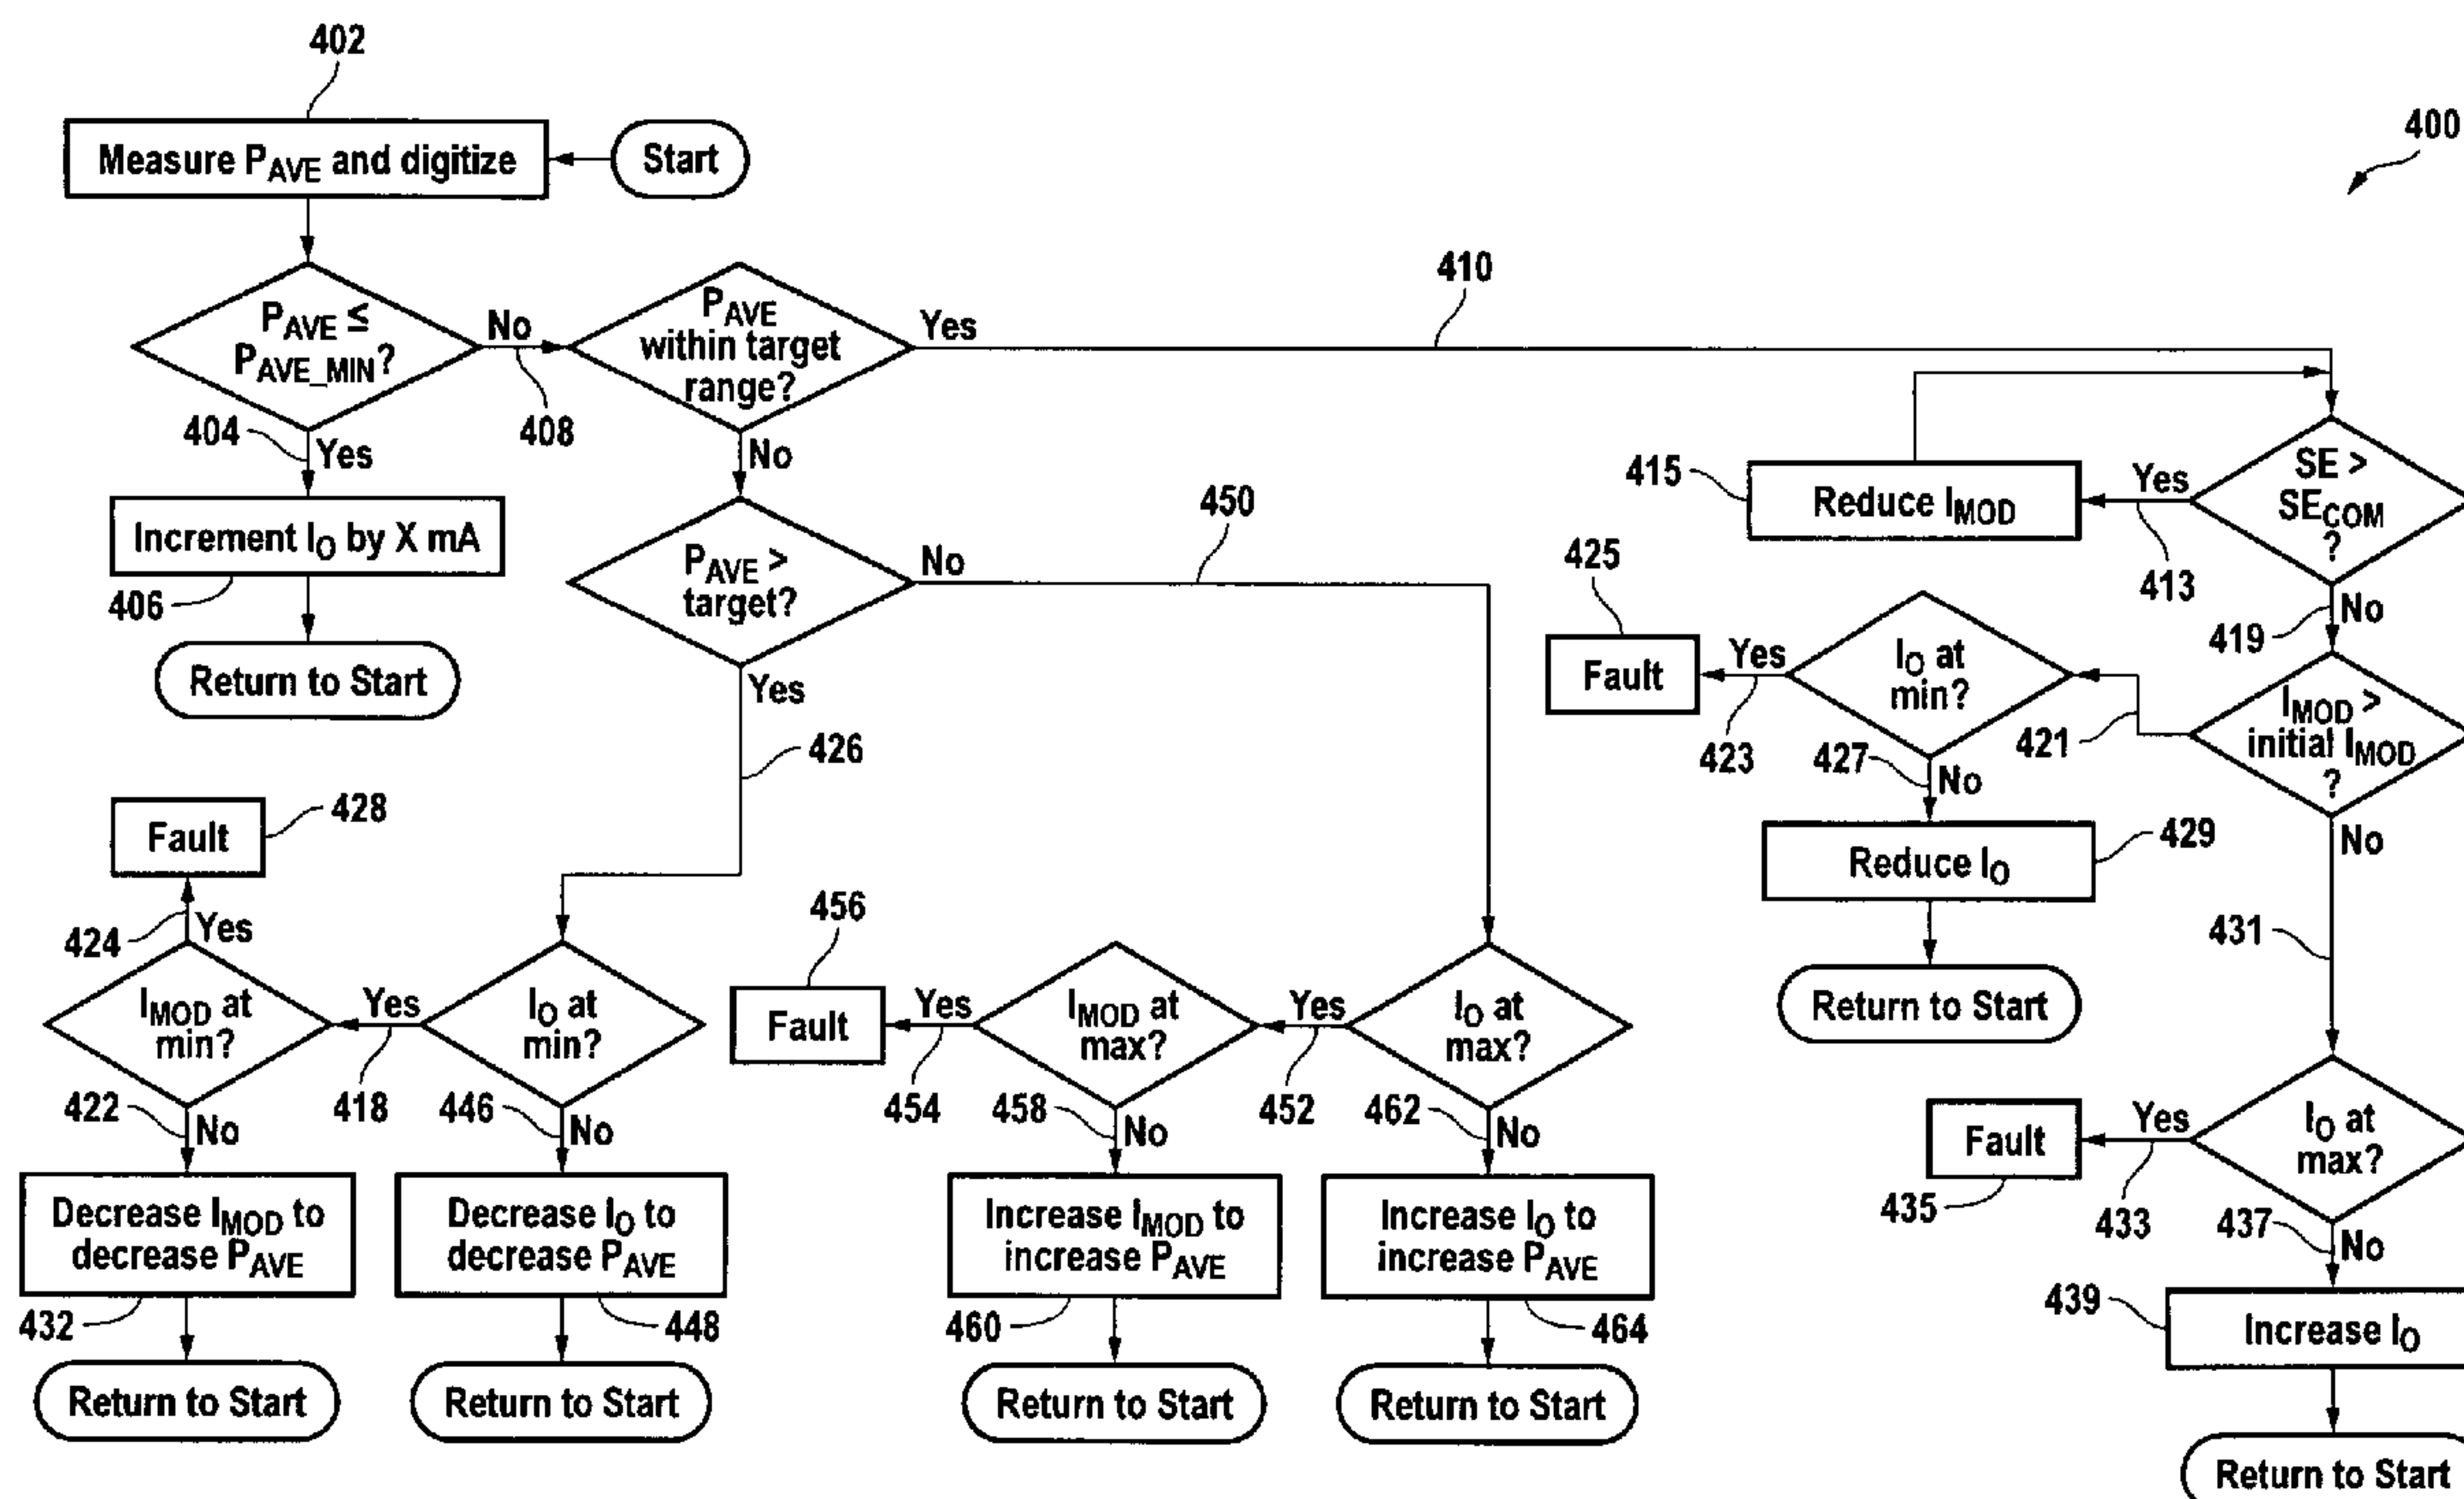 402
Measure PAVE and digitize
Start
400
PAVE ≤
PAVE_MIN?
No
408
PAVE
within target
range?
Yes
410
404
Yes
No
Increment IO by X mA
406
Return to Start
PAVE >
target?
No
450
Yes
426
415
Reduce IMOD
Yes
413
SE >
SECOM
?
No
419
425
Fault
Yes
423
IO at
min?
421
IMOD >
initial IMOD
?
427
No
No
Reduce IO
429
Return to Start
431
Fault
428
424
Yes
IMOD at
min?
Yes
418
IO at
min?
422
No
446
No
Decrease IMOD to
decrease PAVE
432
Decrease IO to
decrease PAVE
448
Return to Start
Return to Start
456
Fault
Yes
454
IMOD at
max?
Yes
452
IO at
max?
458
No
462
No
Increase IMOD to
increase PAVE
460
Increase IO to
increase PAVE
464
Return to Start
Return to Start
Fault
435
Yes
433
IO at
max?
437
No
439
Increase IO
Return to Start